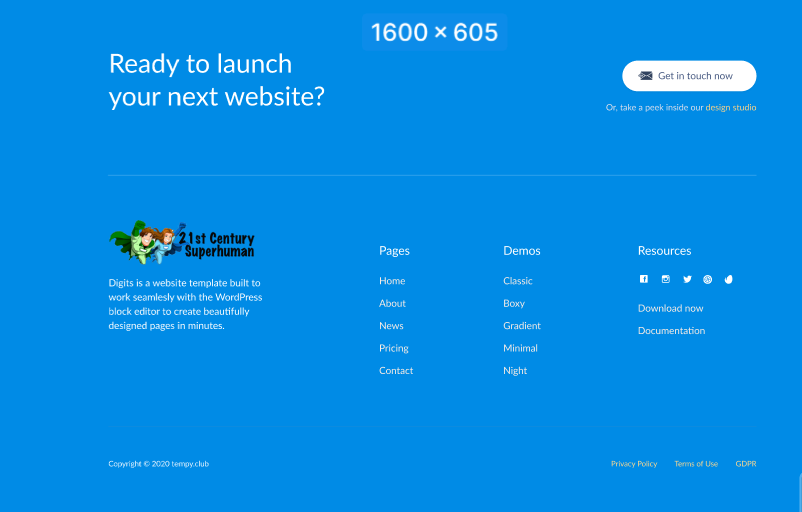 1600 × 605
Ready to launch
your next website?
Get in touch now
Or, take a peek inside our design studio
21st Century
Superhuman
Digits is a website template built to
work seamlesly with the WordPress
block editor to create beautifully
designed pages in minutes.
Pages
Home
About
News
Pricing
Contact
Demos
Classic
Boxy
Gradient
Minimal
Night
Resources
Download now
Documentation
Copyright © 2020 tempy.club
Privacy Policy
Terms of Use
GDPR